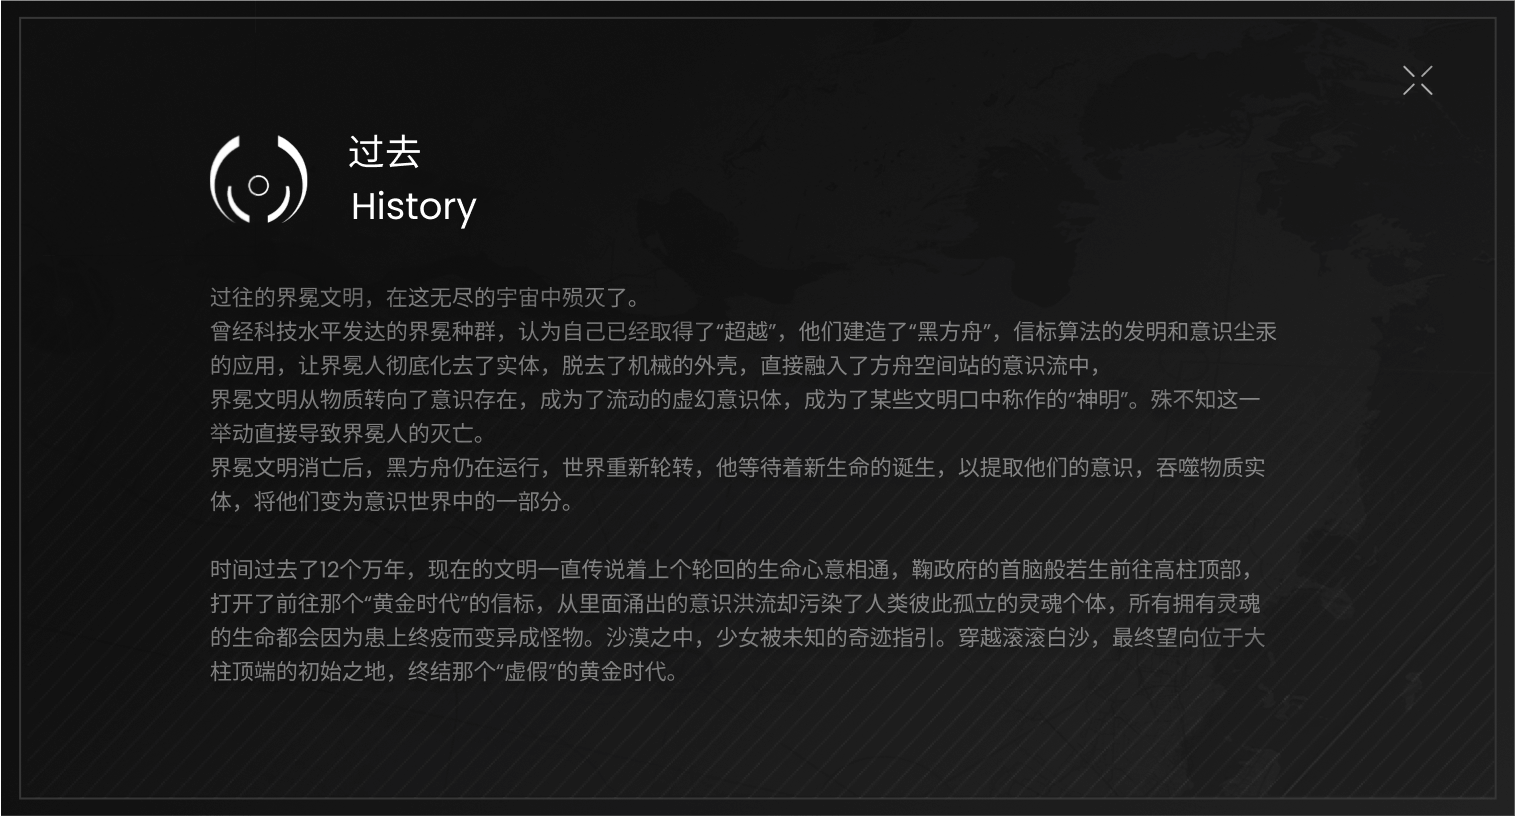 过去
History
过往的界冕文明，在这无尽的宇宙中殒灭了。
曾经科技水平发达的界冕种群，认为自己已经取得了“超越”，他们建造了“黑方舟”，信标算法的发明和意识尘汞
的应用，让界冕人彻底化去了实体，脱去了机械的外壳，直接融入了方舟空间站的意识流中，
界冕文明从物质转向了意识存在，成为了流动的虚幻意识体，成为了某些文明口中称作的“神明”。殊不知这一
举动直接导致界冕人的灭亡。
界冕文明消亡后，黑方舟仍在运行，世界重新轮转，他等待着新生命的诞生，以提取他们的意识，吞噬物质实
体，将他们变为意识世界中的一部分。
时间过去了12个万年，现在的文明一直传说着上个轮回的生命心意相通，鞠政府的首脑般若生前往高柱顶部，
打开了前往那个“黄金时代”的信标，从里面涌出的意识洪流却污染了人类彼此孤立的灵魂个体，所有拥有灵魂
的生命都会因为患上终疫而变异成怪物。沙漠之中，少女被未知的奇迹指引。穿越滚滚白沙，最终望向位于大
柱顶端的初始之地，终结那个“虚假”的黄金时代。